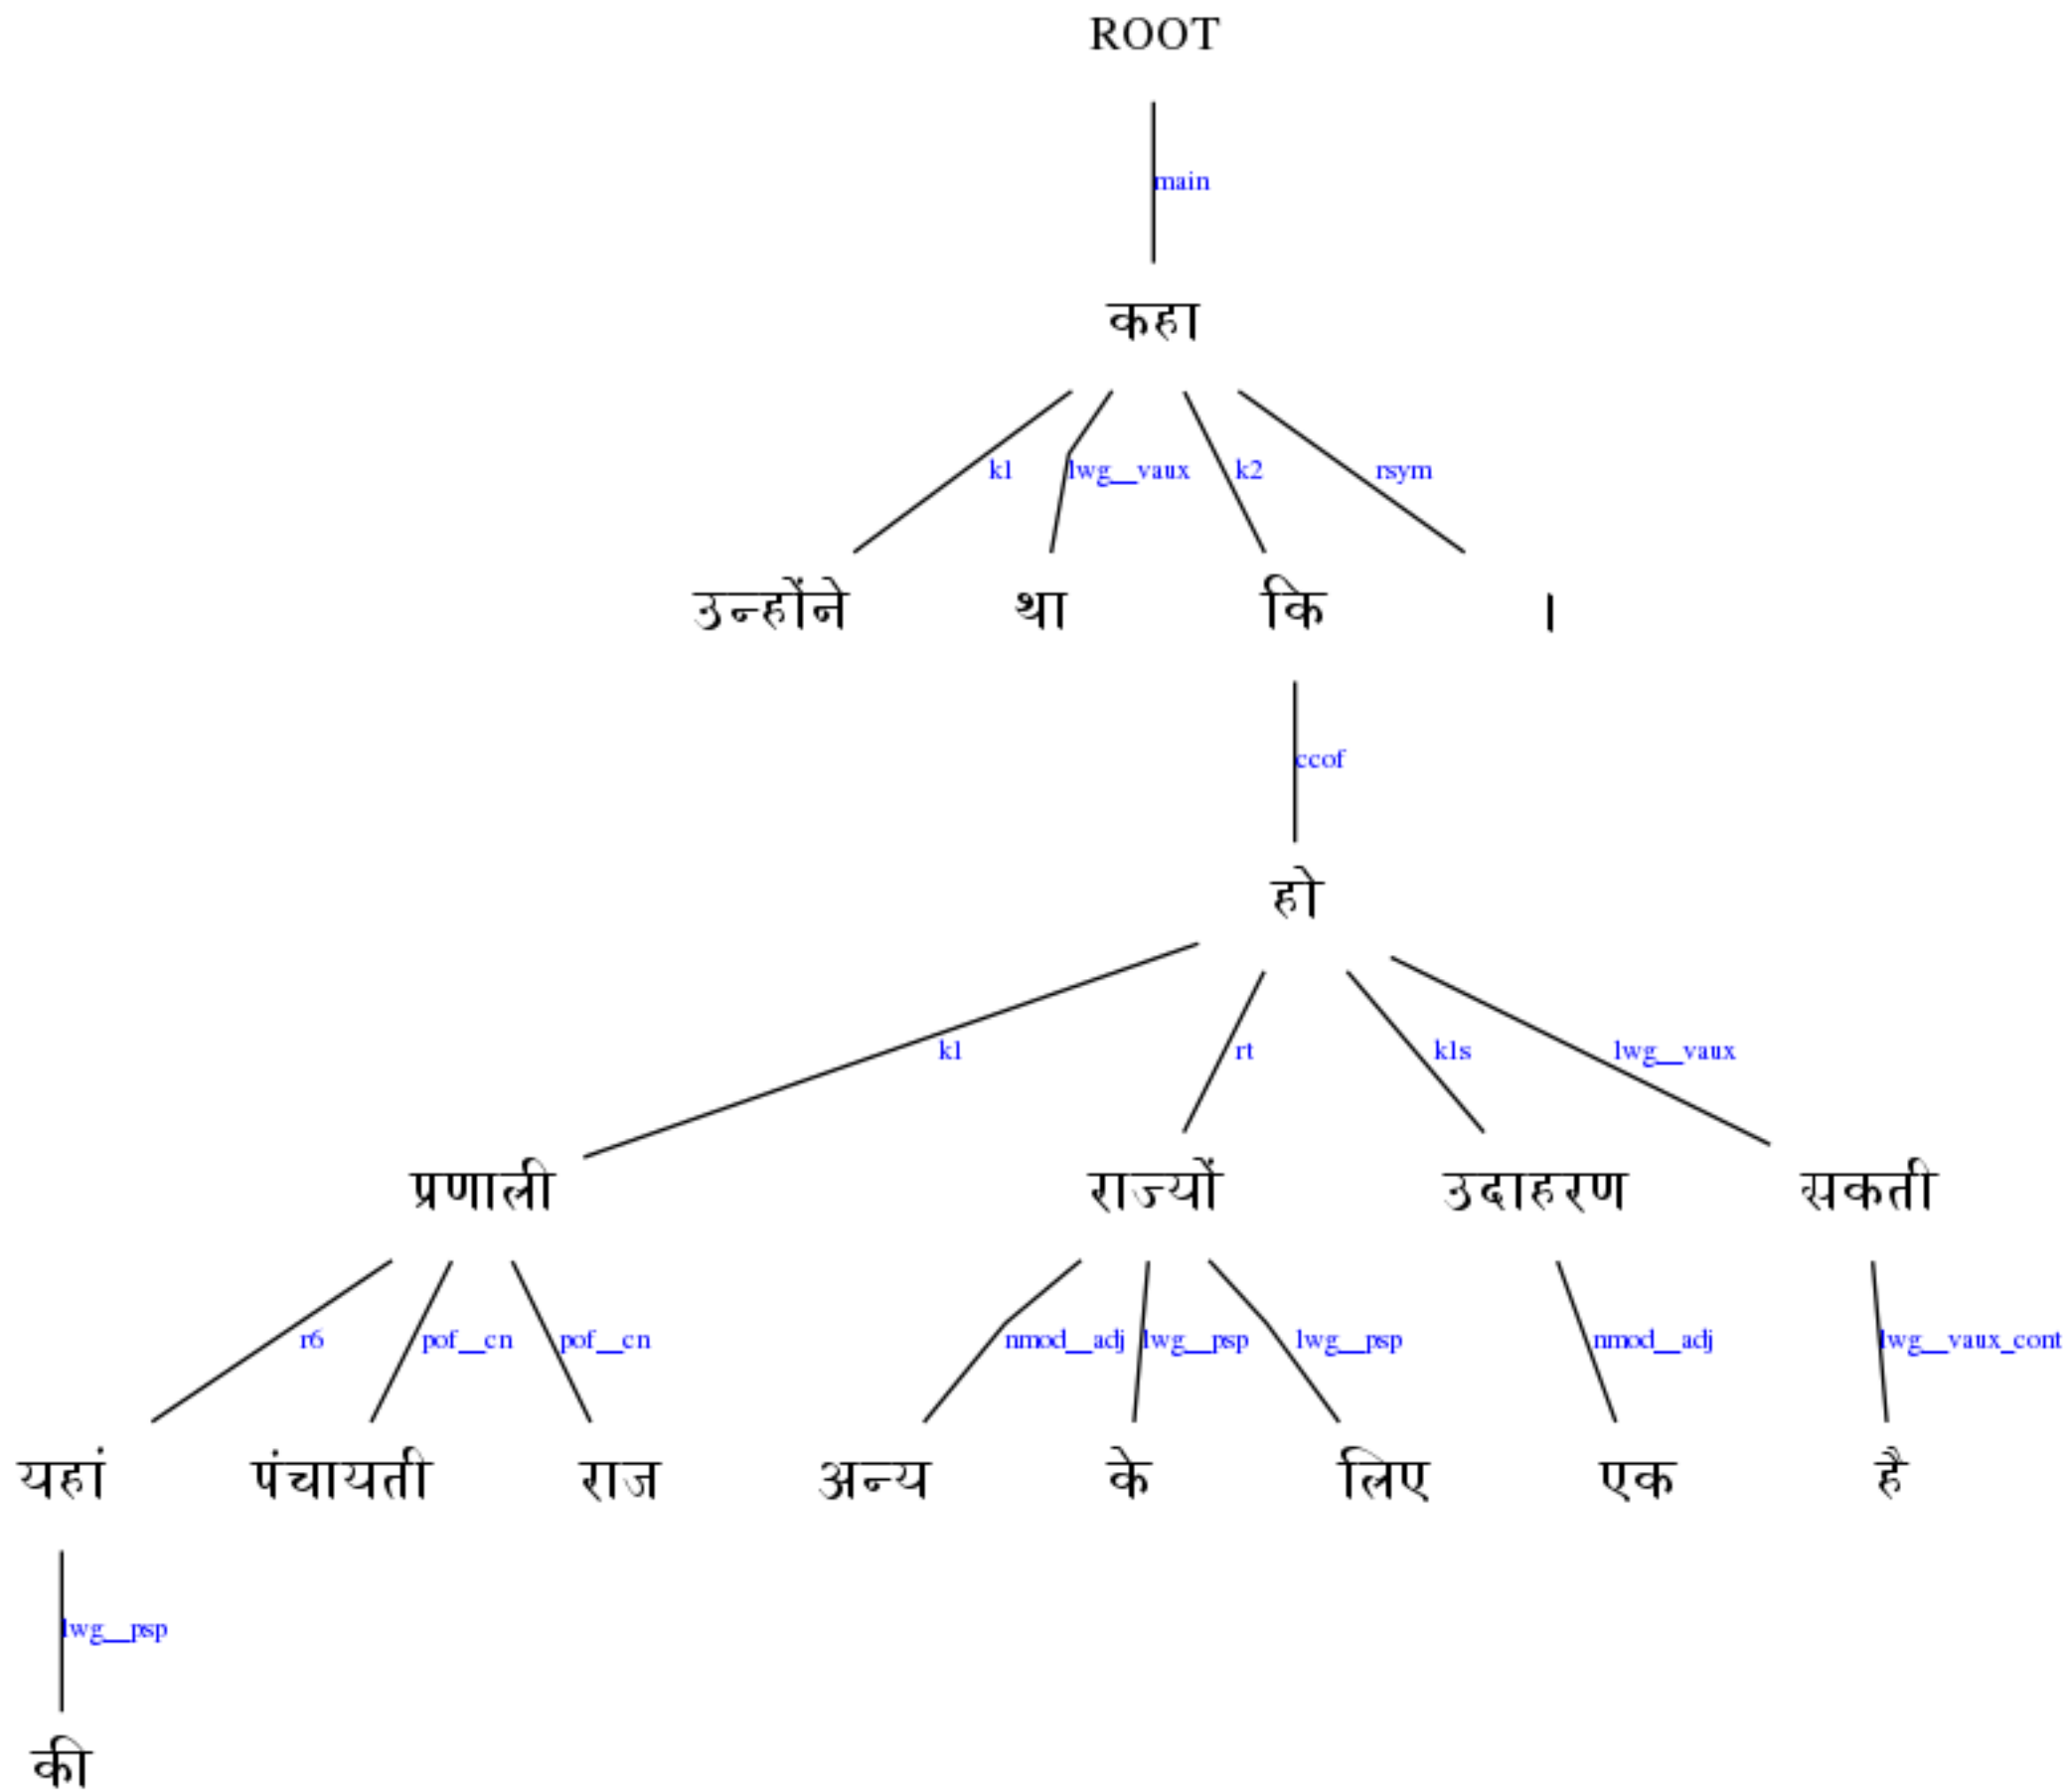 ROOT
main
कहा
k1 lwg__vaux k2 rsym
उन्होंने था कि ।
ccof
हो
k1 rt k1s lwg__vaux
प्रणाली राज्यों उदाहरण सकती
r6 pof__cn pof__cn nmod__adj lwg__psp lwg__psp nmod__adj lwg__vaux_cont
यहां पंचायती राज अन्य के लिए एक है
lwg__psp
की